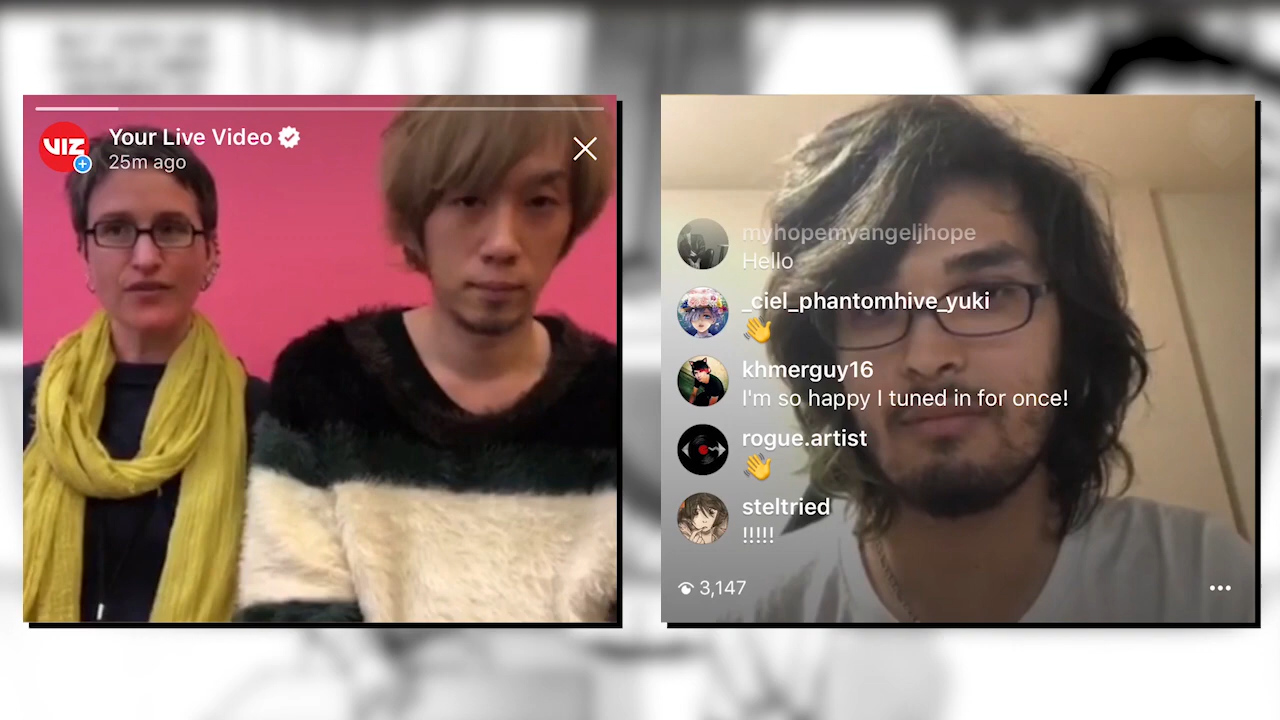 VIZ
Your Live Video
25m ago
myhopemyangeljhope
Hello
_ciel_phantomhive_yuki
👋
khmerguy16
I'm so happy I tuned in for once!
rogue.artist
👋
steltried
!!!!!
3,147